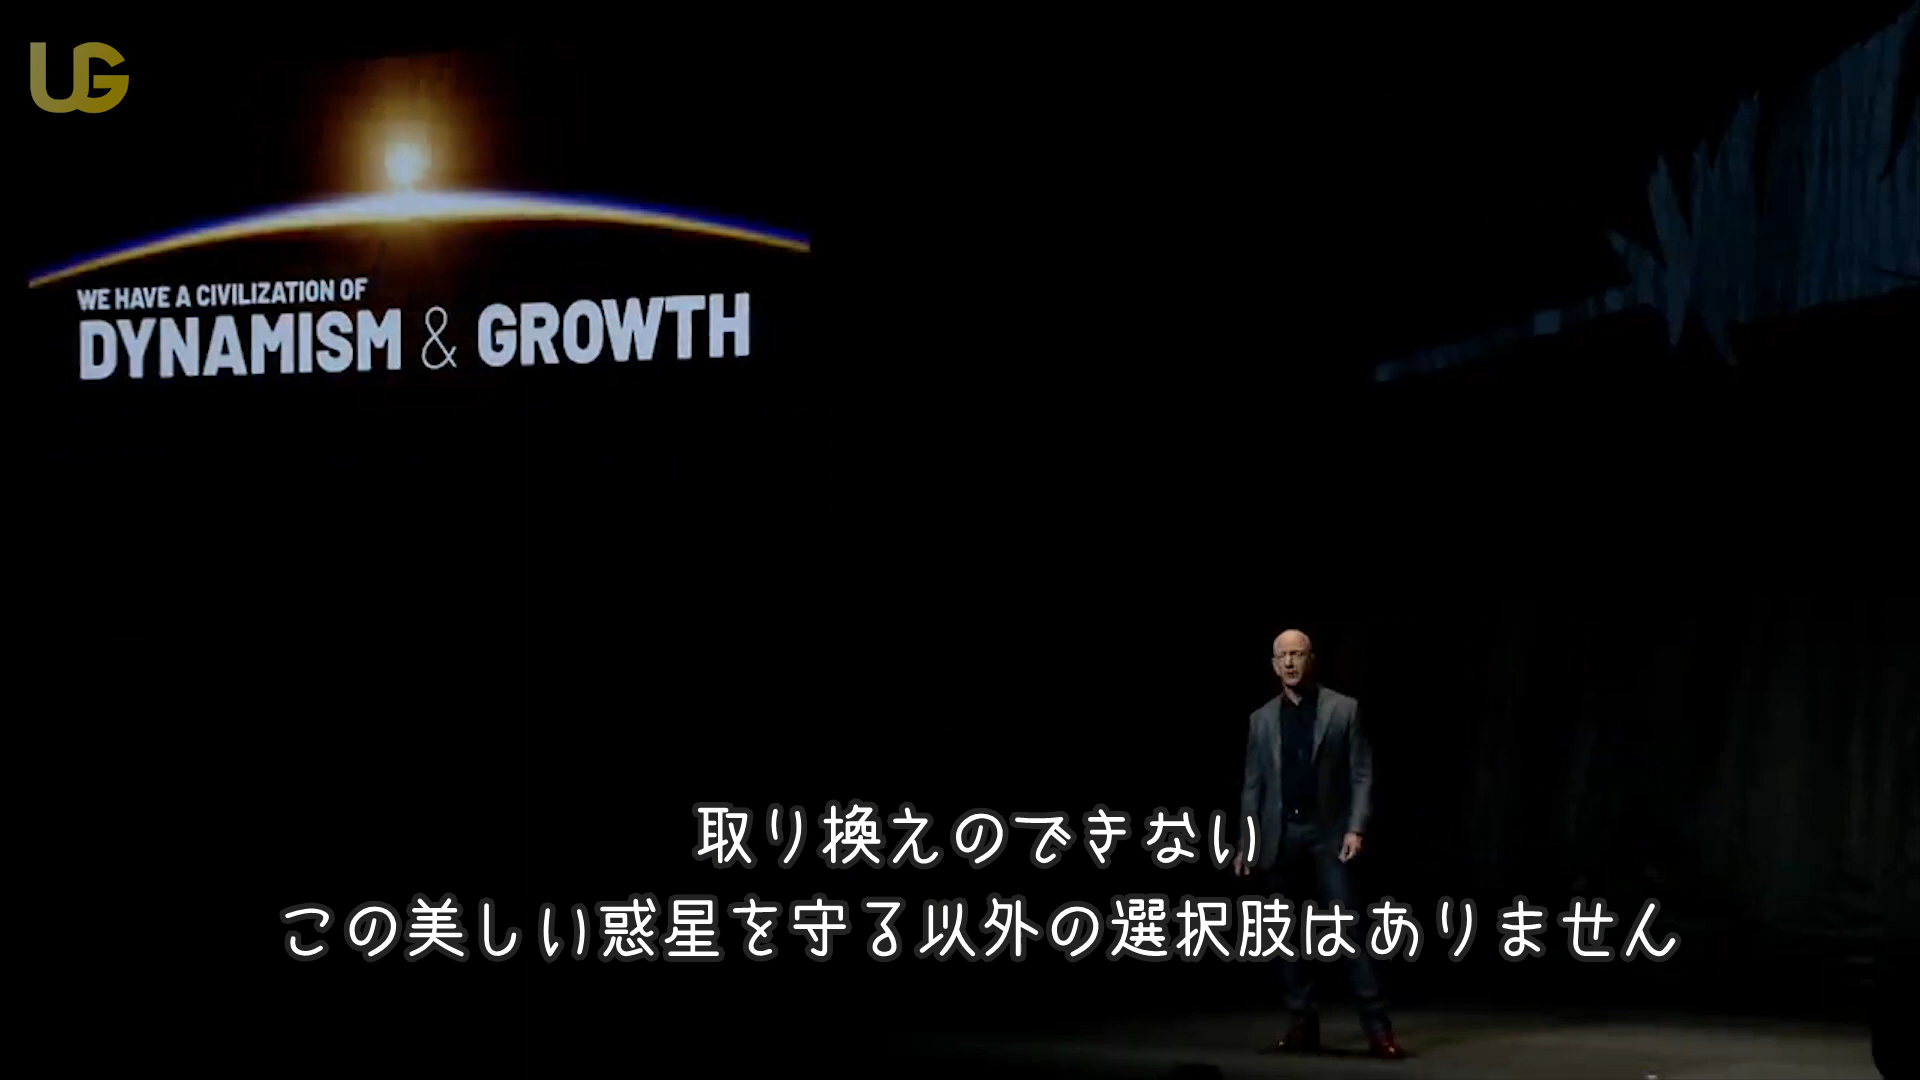 UG
WE HAVE A CIVILIZATION OF
DYNAMISM & GROWTH
取り換えのできない
この美しい惑星を守る以外の選択肢はありません